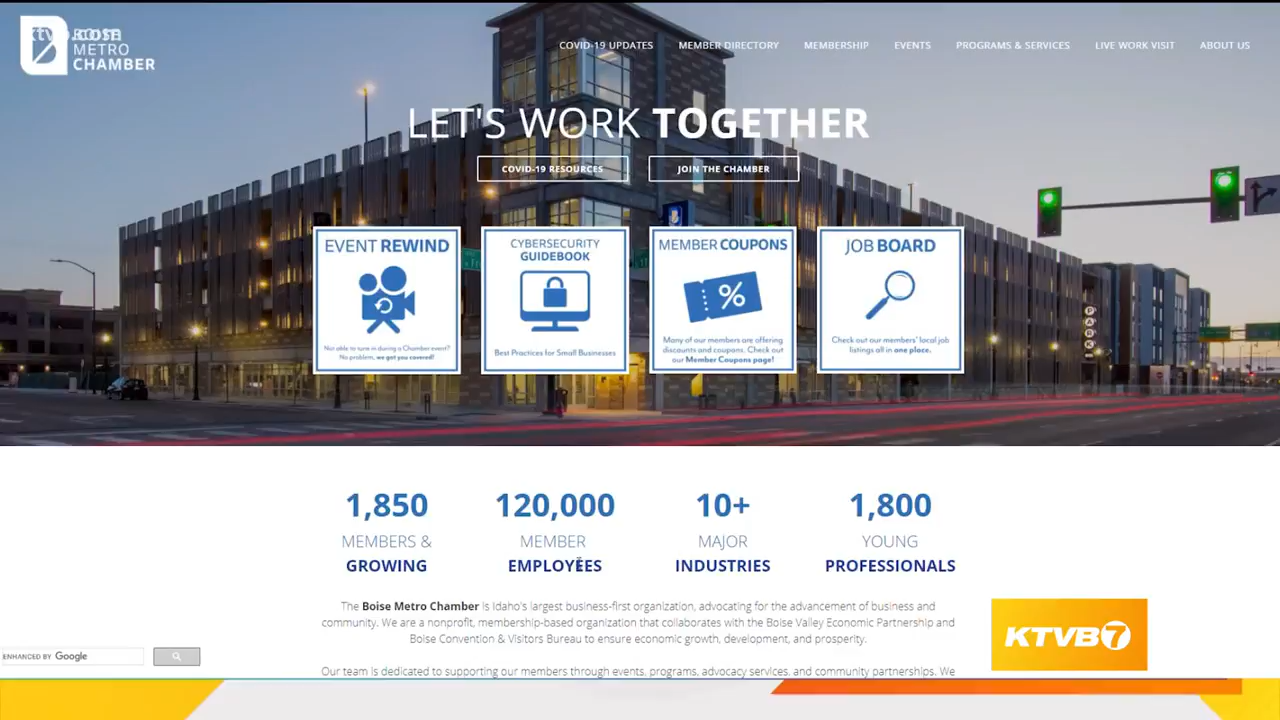 ktvb.com
BOISE
METRO
CHAMBER
COVID-19 UPDATES MEMBER DIRECTORY MEMBERSHIP EVENTS PROGRAMS & SERVICES LIVE WORK VISIT ABOUT US
LET'S WORK TOGETHER
COVID-19 RESOURCES JOIN THE CHAMBER
EVENT REWIND
Not able to tune in during a Chamber event?
No problem, we got you covered!
CYBERSECURITY
GUIDEBOOK
Best Practices for Small Businesses
MEMBER COUPONS
%
Many of our members are offering
discounts and coupons. Check out
our Member Coupons page!
JOB BOARD
Check out our members' local job
listings all in one place.
PARK
1,850
MEMBERS &
GROWING
120,000
MEMBER
EMPLOYEES
10+
MAJOR
INDUSTRIES
1,800
YOUNG
PROFESSIONALS
The Boise Metro Chamber is Idaho's largest business-first organization, advocating for the advancement of business and
community. We are a nonprofit, membership-based organization that collaborates with the Boise Valley Economic Partnership and
Boise Convention & Visitors Bureau to ensure economic growth, development, and prosperity.
Our team is dedicated to supporting our members through events, programs, advocacy services, and community partnerships. We
ENHANCED BY Google
KTVB7